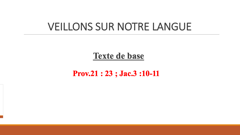 VEILLONS SUR NOTRE LANGUE
Texte de base
Prov.21 : 23 ; Jac.3 :10-11